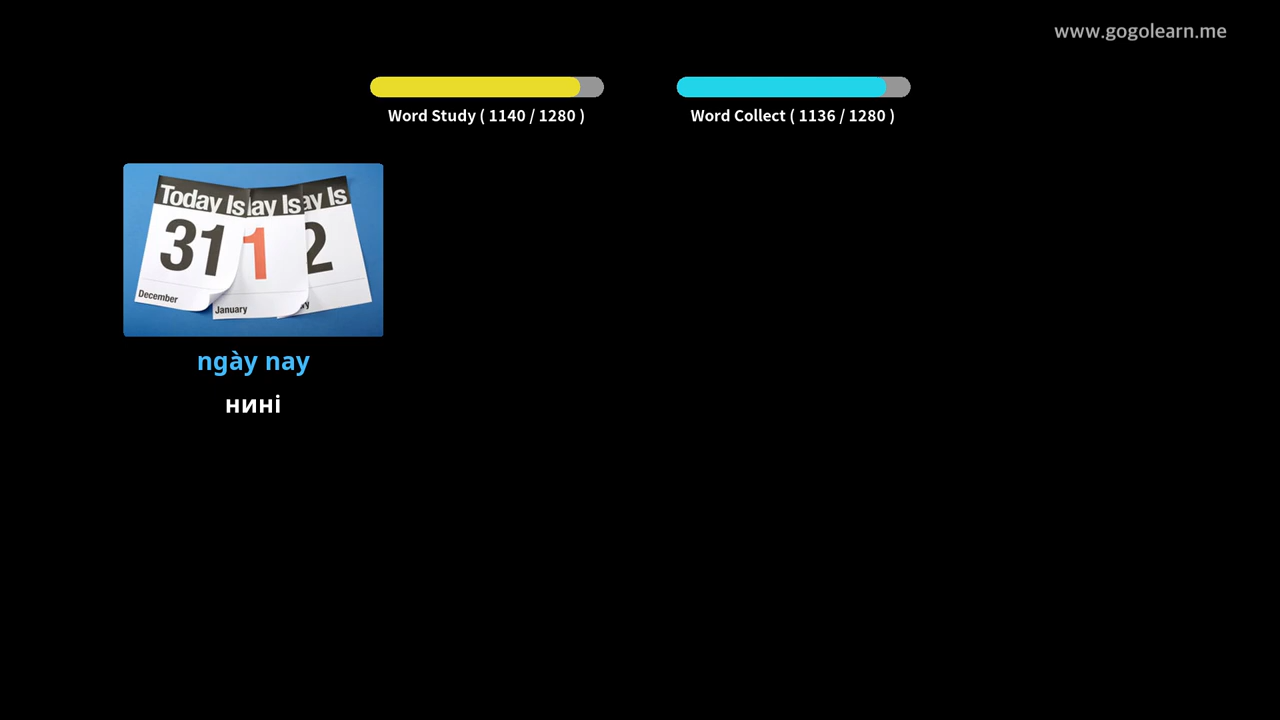 www.gogolearn.me
Word Study ( 1140 / 1280 )
Word Collect ( 1136 / 1280 )
Today Is
ay Is
ay Is
31
1
2
December
January
ngày nay
нині